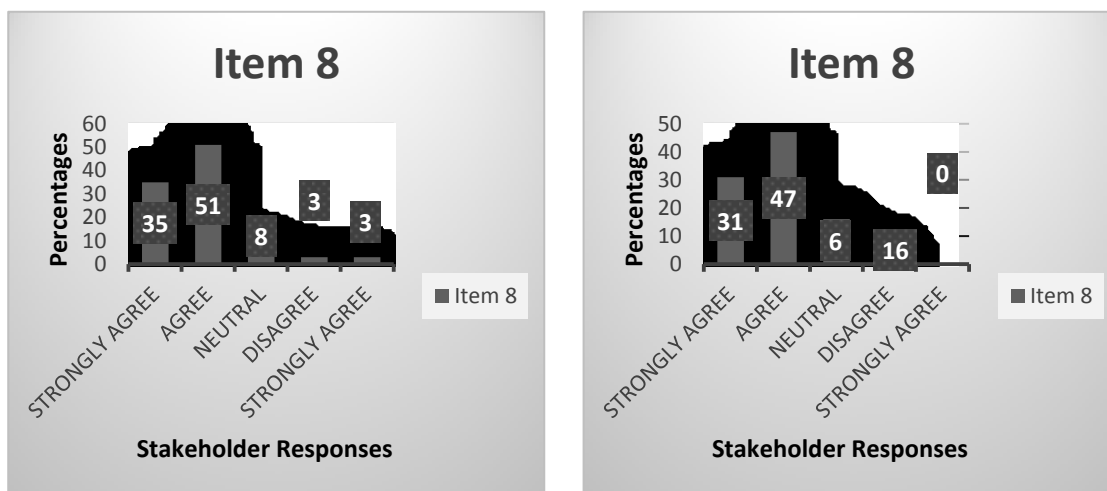 Item 8
Percentages
60
50
40
30
20
10
0
35
51
8
3
3
STRONGLY AGREE
AGREE
NEUTRAL
DISAGREE
STRONGLY AGREE
Item 8
Stakeholder Responses
Item 8
Percentages
50
40
30
20
10
0
31
47
6
16
0
STRONGLY AGREE
AGREE
NEUTRAL
DISAGREE
STRONGLY AGREE
Item 8
Stakeholder Responses